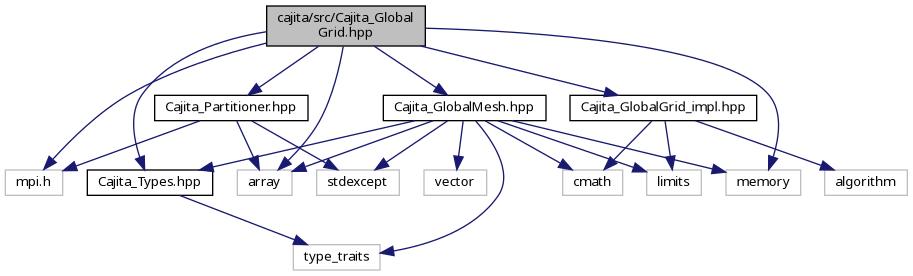 cajita/src/Cajita_Global
Grid.hpp
Cajita_Partitioner.hpp
Cajita_GlobalMesh.hpp
Cajita_GlobalGrid_impl.hpp
mpi.h
Cajita_Types.hpp
array
stdexcept
vector
cmath
limits
memory
algorithm
type_traits